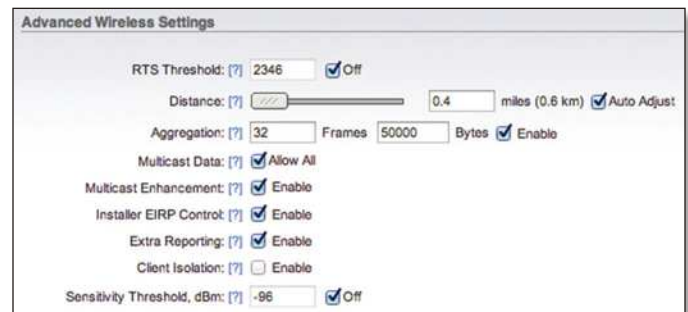 Advanced Wireless Settings
RTS Threshold: [?] 2346 Off
Distance: [?] 0.4 miles (0.6 km) Auto Adjust
Aggregation: [?] 32 Frames 50000 Bytes Enable
Multicast Data: [?] Allow All
Multicast Enhancement: [?] Enable
Installer EIRP Control: [?] Enable
Extra Reporting: [?] Enable
Client Isolation: [?] Enable
Sensitivity Threshold, dBm: [?] -96 Off